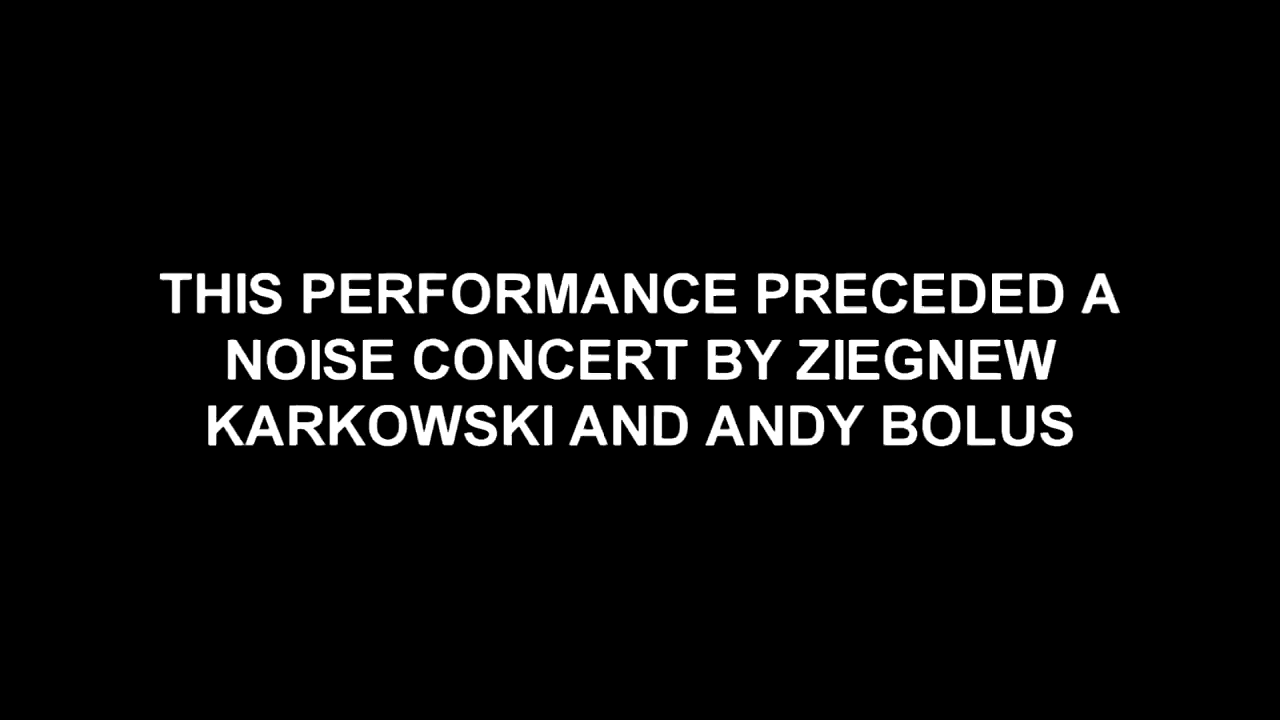 THIS PERFORMANCE PRECEDED A
NOISE CONCERT BY ZIEGNEW
KARKOWSKI AND ANDY BOLUS